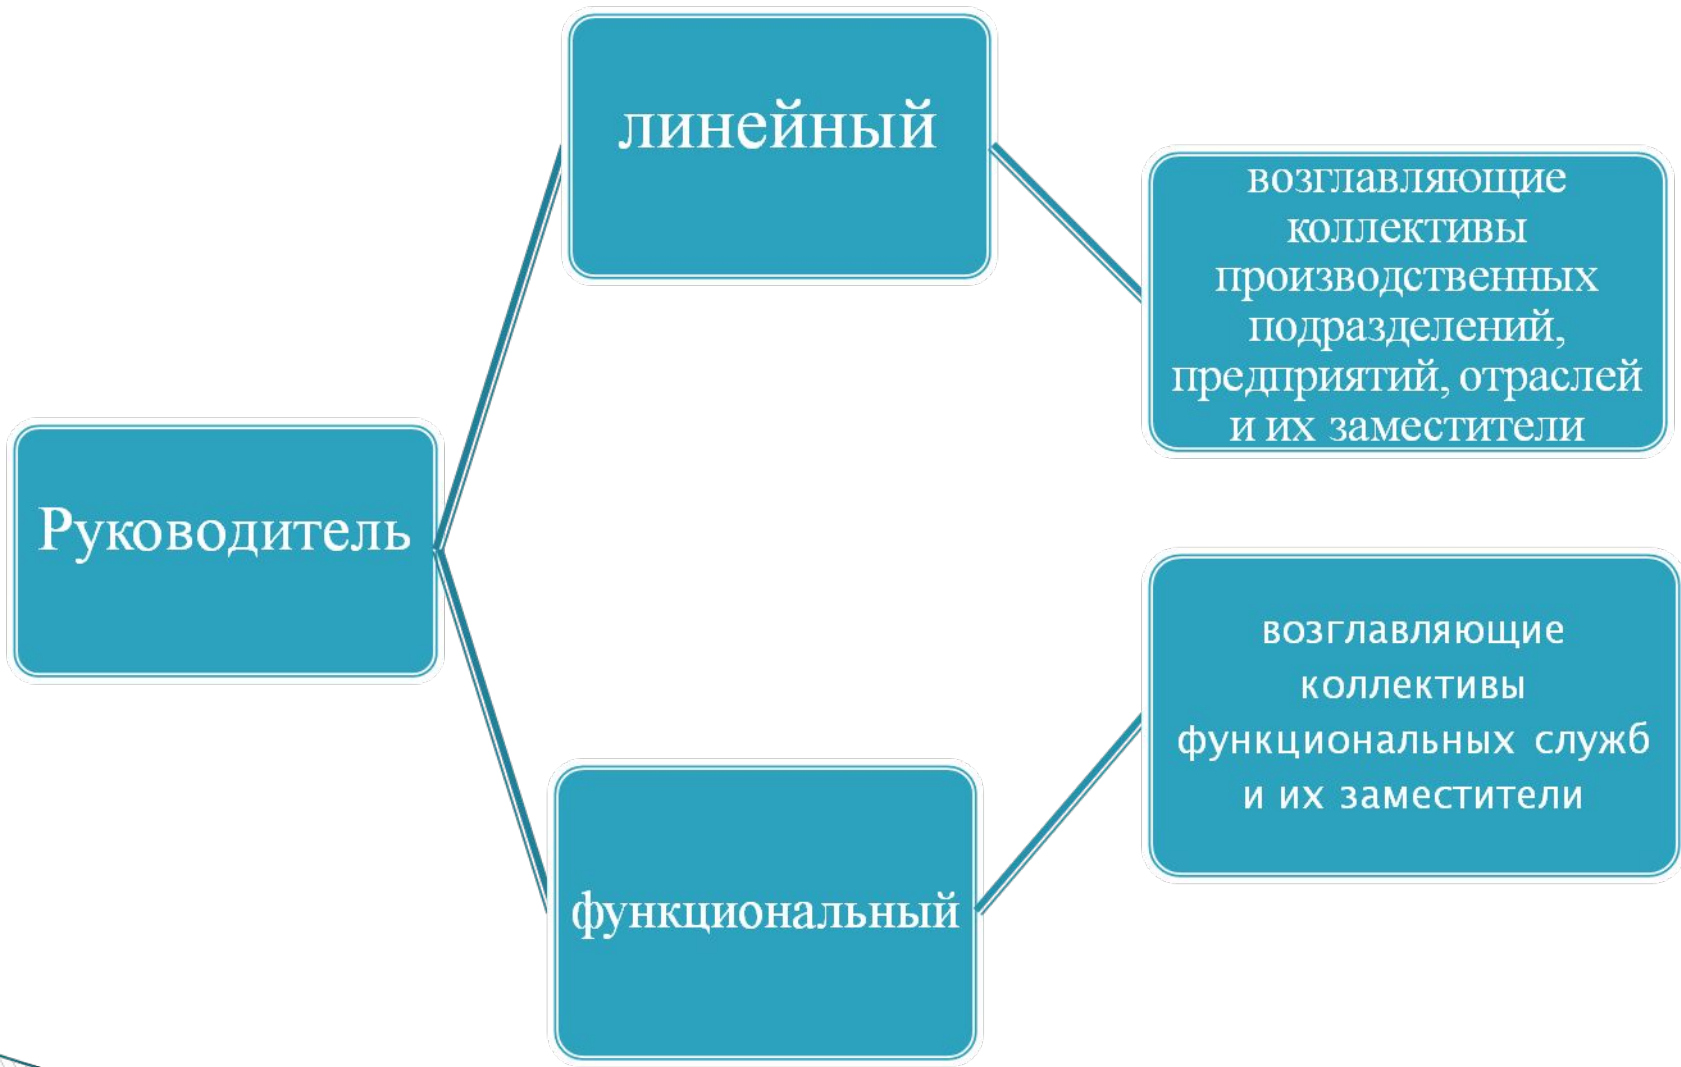 линейный
возглавляющие
коллективы
производственных
подразделений,
предприятий, отраслей
и их заместители
Руководитель
возглавляющие
коллективы
функциональных служб
и их заместители
функциональный